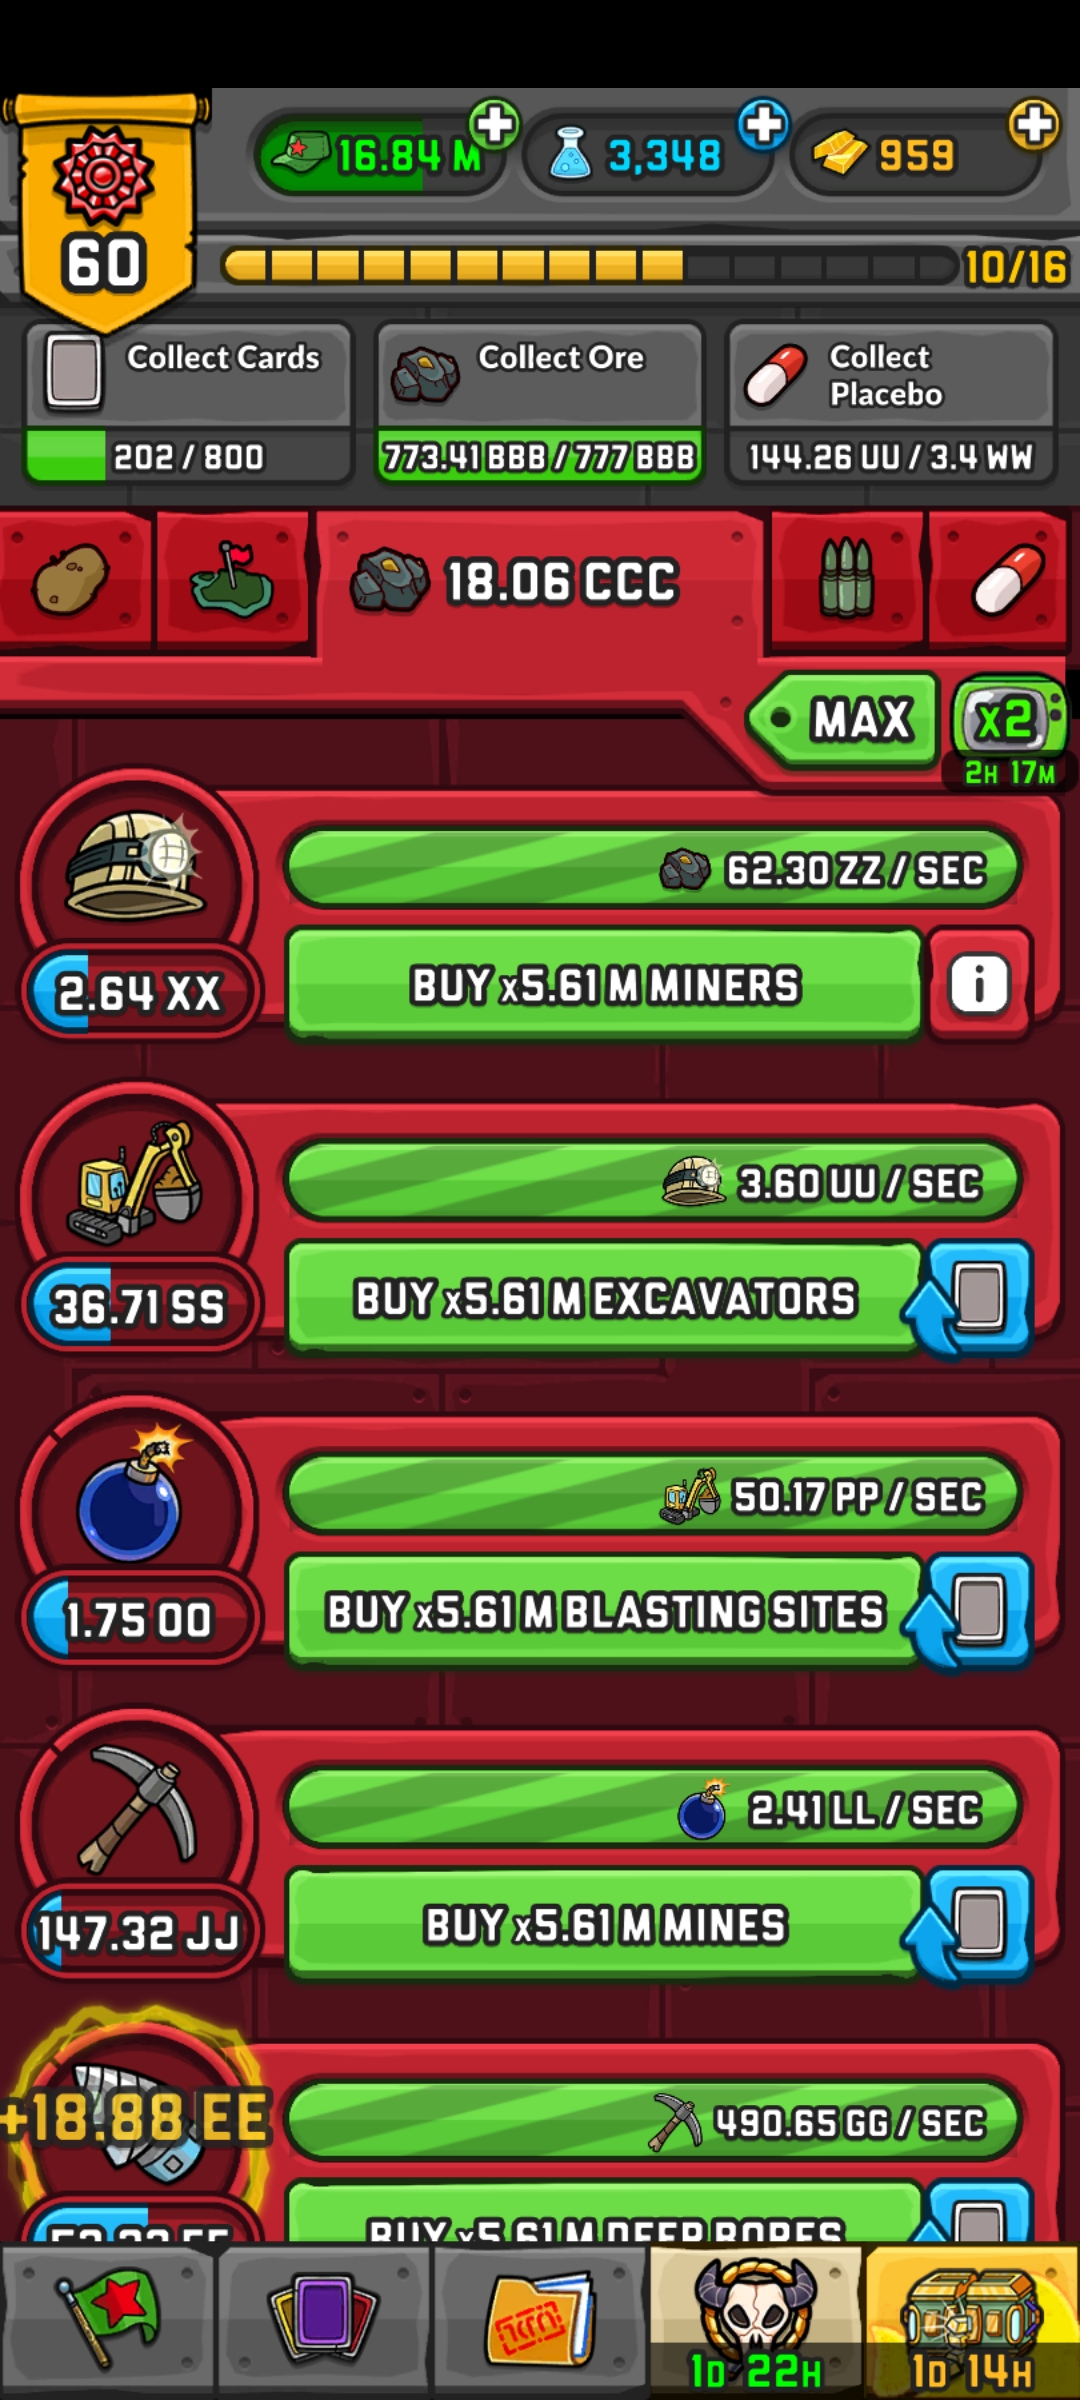 16.84 M
3,348
959
60
10/16
Collect Cards
202 / 800
Collect Ore
773.41 BBB / 777 BBB
Collect
Placebo
144.26 UU / 3.4 WW
18.06 CCC
MAX
x2
2H 17M
62.30 ZZ / SEC
2.64 XX
BUY x5.61 M MINERS
i
3.60 UU / SEC
36.71 SS
BUY x5.61 M EXCAVATORS
50.17 PP / SEC
1.75 OO
BUY x5.61 M BLASTING SITES
2.41 LL / SEC
147.32 JJ
BUY x5.61 M MINES
+18.88 EE
490.65 GG / SEC
BUY x5.61 M DEEP BORES
1D 22H
1D 14H